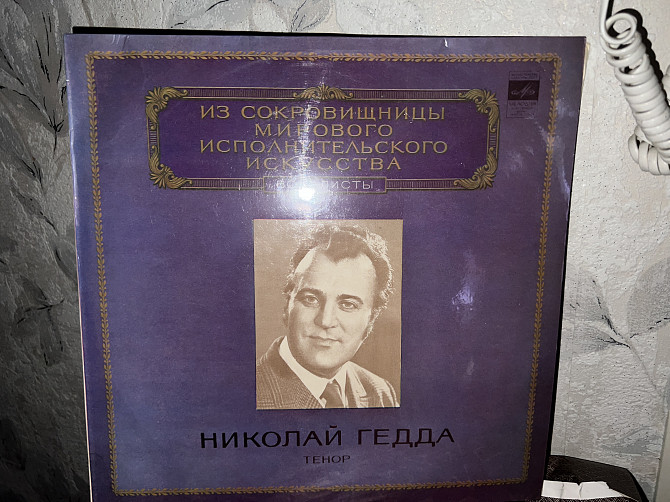 ИЗ СОКРОВИЩНИЦЫ
МИРОВОГО
ИСПОЛНИТЕЛЬСКОГО
ИСКУССТВА
НИКОЛАЙ ГЕДДА
ТЕНОР